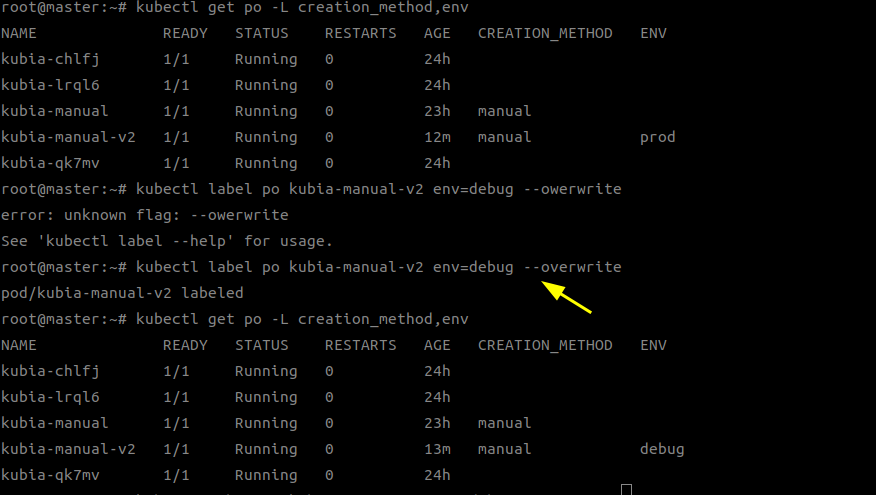 root@master:~# kubectl get po -L creation_method,env
NAME              READY   STATUS    RESTARTS   AGE   CREATION_METHOD   ENV
kubia-chlfj       1/1     Running   0          24h
kubia-lrql6       1/1     Running   0          24h
kubia-manual      1/1     Running   0          23h   manual
kubia-manual-v2   1/1     Running   0          12m   manual            prod
kubia-qk7mv       1/1     Running   0          24h
root@master:~# kubectl label po kubia-manual-v2 env=debug --owerwrite
error: unknown flag: --owerwrite
See 'kubectl label --help' for usage.
root@master:~# kubectl label po kubia-manual-v2 env=debug --overwrite
pod/kubia-manual-v2 labeled
root@master:~# kubectl get po -L creation_method,env
NAME              READY   STATUS    RESTARTS   AGE   CREATION_METHOD   ENV
kubia-chlfj       1/1     Running   0          24h
kubia-lrql6       1/1     Running   0          24h
kubia-manual      1/1     Running   0          23h   manual
kubia-manual-v2   1/1     Running   0          13m   manual            debug
kubia-qk7mv       1/1     Running   0          24h